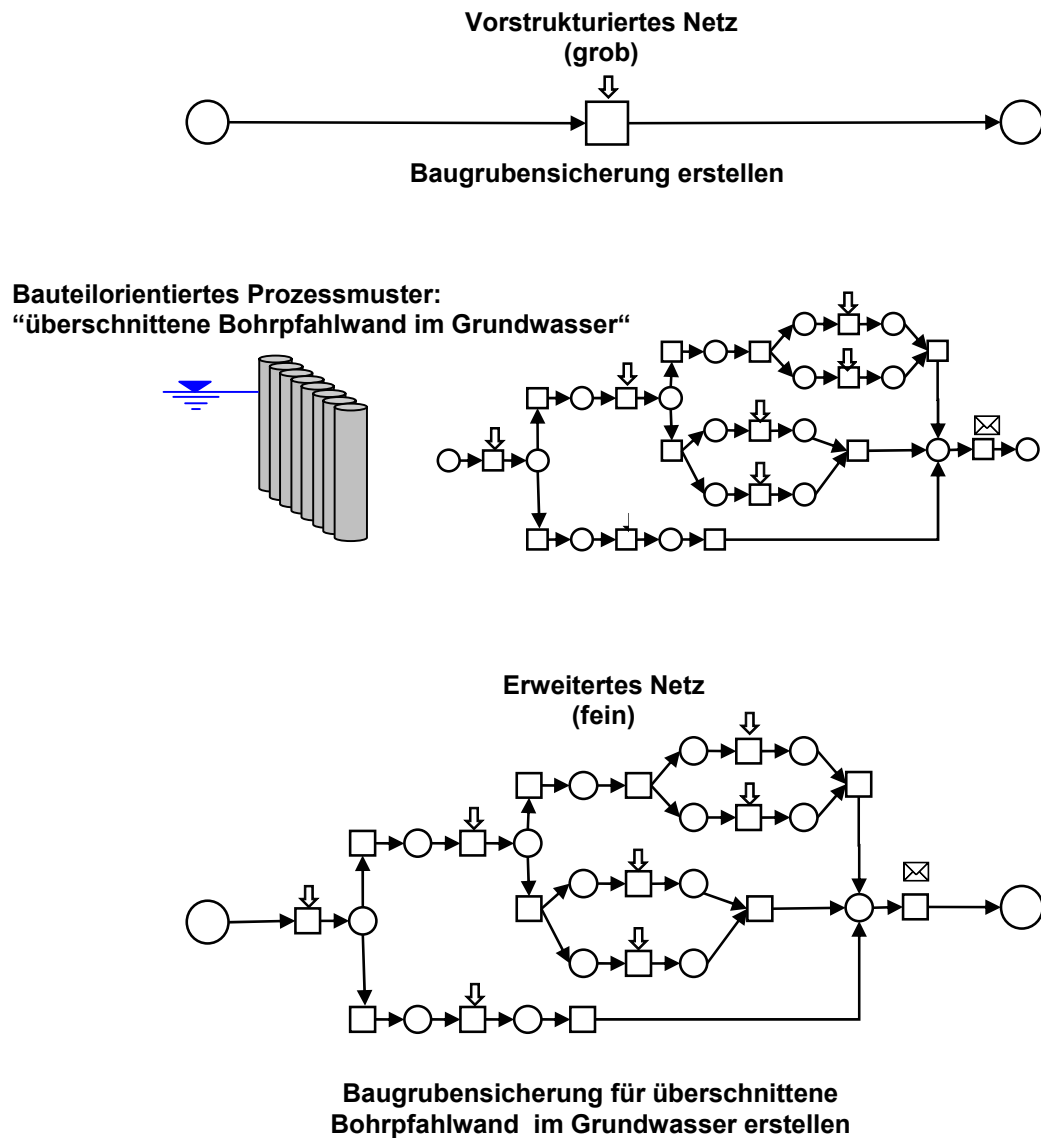 Vorstrukturiertes Netz
(grob)
Baugrubensicherung erstellen
Bauteilorientiertes Prozessmuster:
“überschnittene Bohrpfahlwand im Grundwasser“
Erweitertes Netz
(fein)
Baugrubensicherung für überschnittene
Bohrpfahlwand  im Grundwasser erstellen